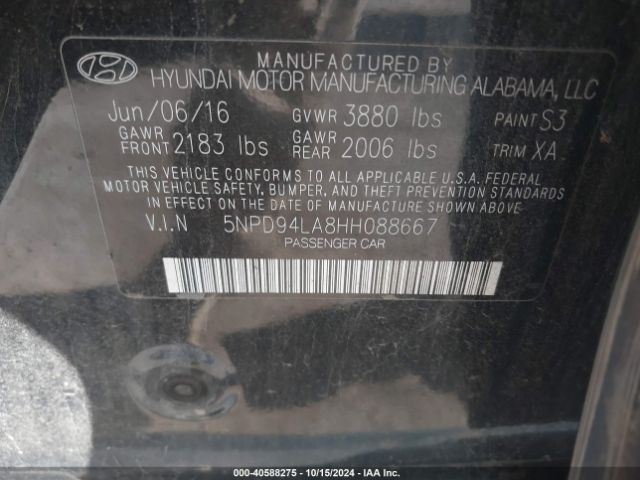 MANUFACTURED BY
HYUNDAI MOTOR MANUFACTURING ALABAMA, LLC
Jun/06/16 GVWR 3880 lbs PAINT S3
GAWR FRONT 2183 lbs GAWR REAR 2006 lbs TRIM XA
THIS VEHICLE CONFORMS TO ALL APPLICABLE U.S.A. FEDERAL
MOTOR VEHICLE SAFETY, BUMPER, AND THEFT PREVENTION STANDARDS
IN EFFECT ON THE DATE OF MANUFACTURE SHOWN ABOVE.
V.I.N 5NPD94LA8HH088667
PASSENGER CAR
000-40588275 - 10/15/2024 - IAA Inc.